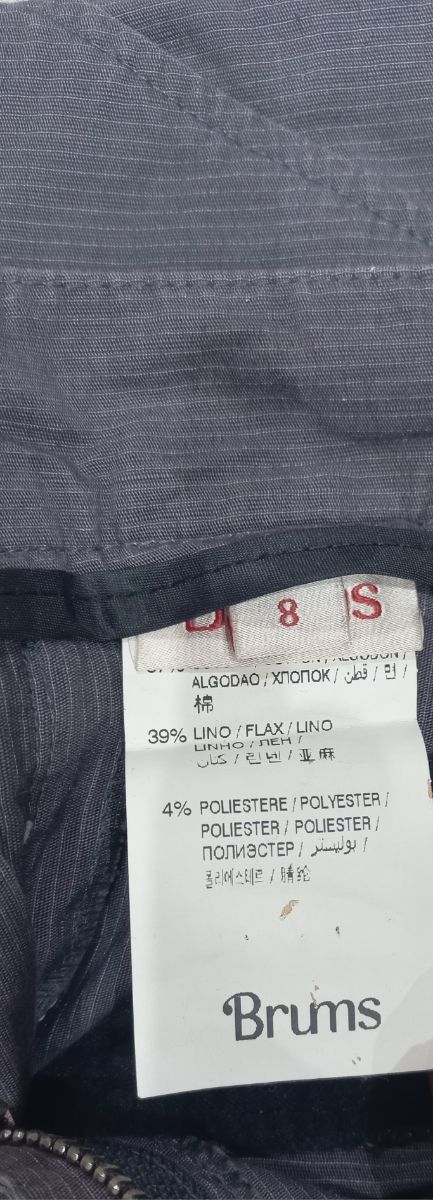 8
S
ALGODAO / ХЛОПОК / قطن / 면 /
棉
39% LINO / FLAX / LINO
LINHO / ЛЕН /
كتان / 린넨 / 亚麻
4% POLIESTERE / POLYESTER /
POLIESTER / POLIESTER /
ПОЛИЭСТЕР / بوليستر /
폴리에스테르 / 腈纶
Brums